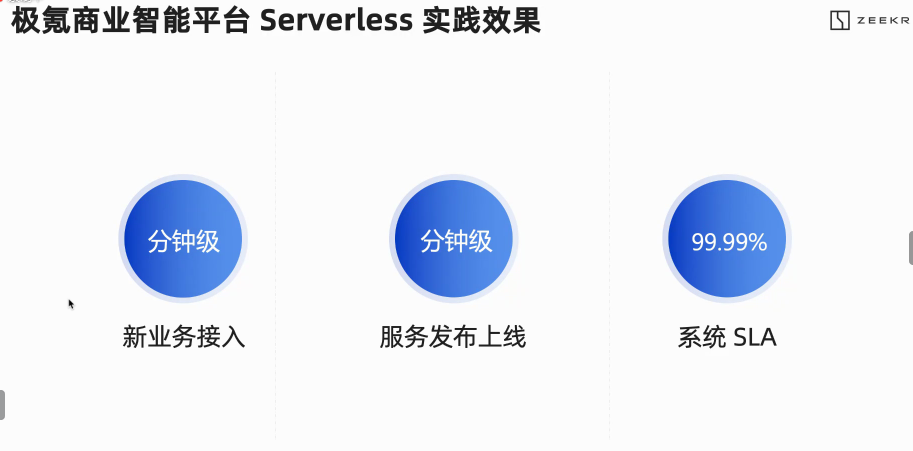 极氪商业智能平台 Serverless 实践效果
ZEEKR
分钟级
分钟级
99.99%
新业务接入
服务发布上线
系统 SLA